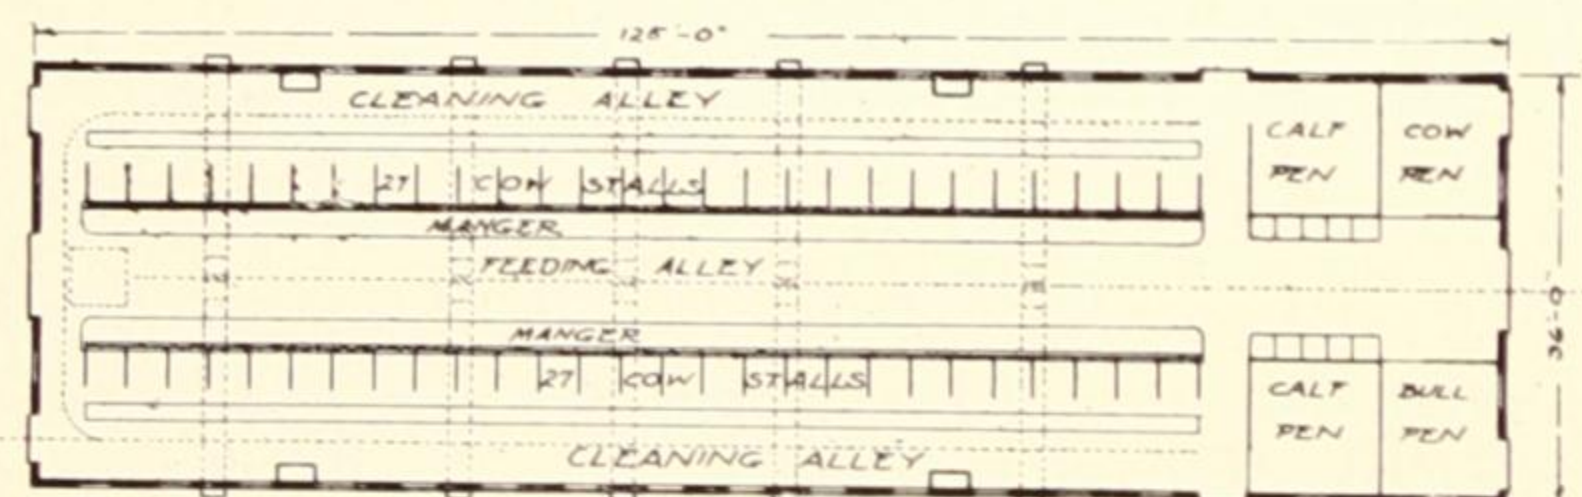 125'-0"
CLEANING ALLEY
CALF PEN
COW PEN
27 COW STALLS
MANGER
FEEDING ALLEY
36'-0"
MANGER
27 COW STALLS
CALF PEN
BULL PEN
CLEANING ALLEY